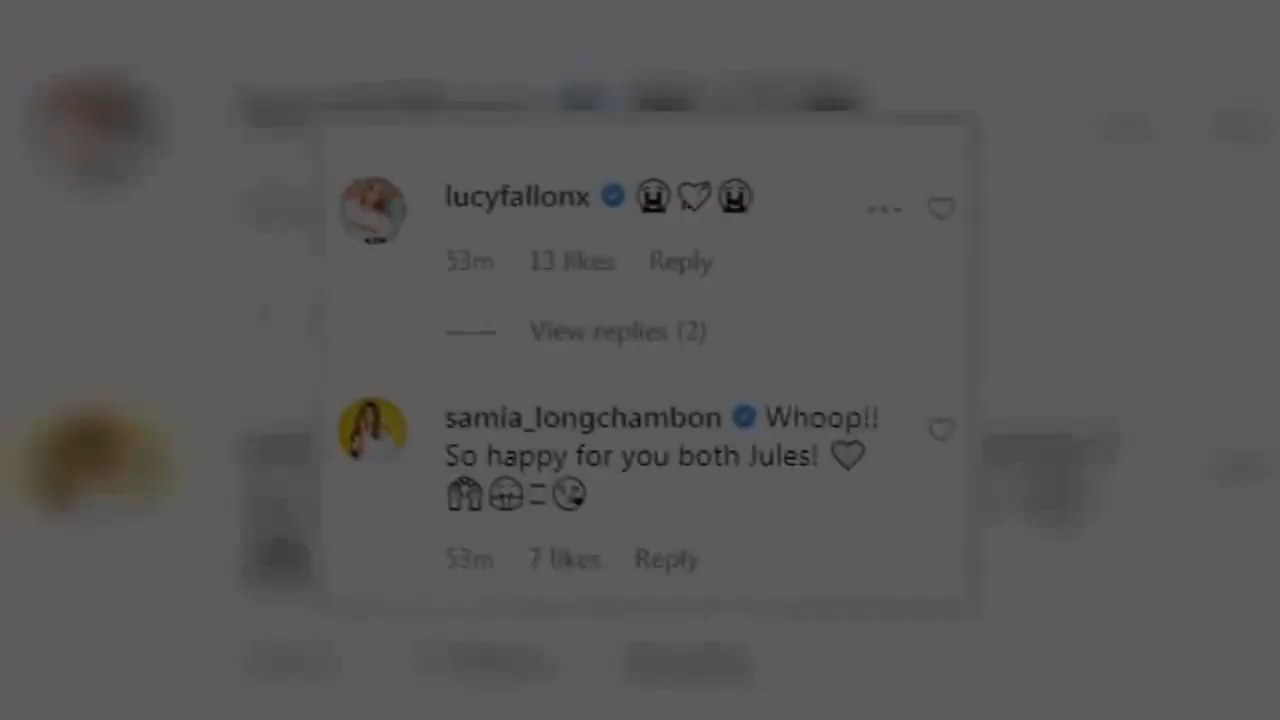 lucyfallonx 😭💘😭
53m 13 likes Reply
View replies (2)
samia_longchambon Whoop!!
So happy for you both Jules! ♡
53m 7 likes Reply